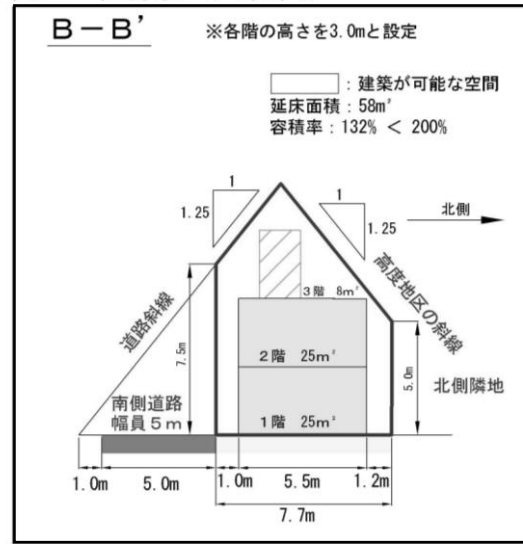 B－B’
※各階の高さを3.0mと設定
：建築が可能な空間
延床面積：58m²
容積率：132% ＜ 200%
1
1.25
1
1.25
北側
道路斜線
高度地区の斜線
7.5m
3階 8m²
2階 25m²
5.0m
北側隣地
南側道路
幅員５ｍ
1階 25m²
1.0m 5.0m 1.0m 5.5m 1.2m
7.7m